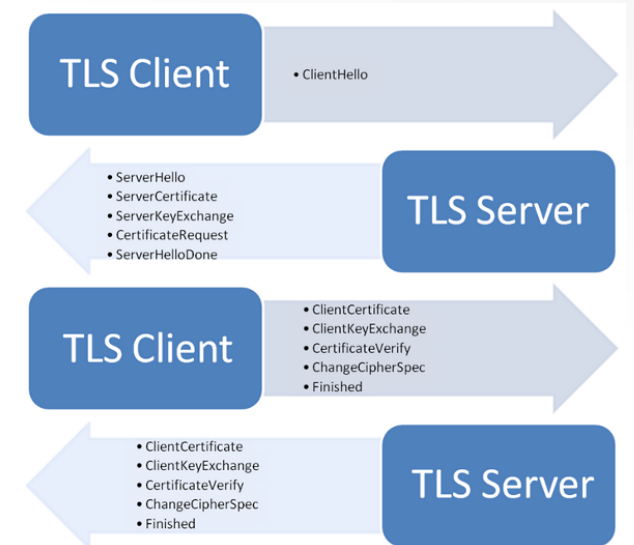 TLS Client
• ClientHello
• ServerHello
• ServerCertificate
• ServerKeyExchange
• CertificateRequest
• ServerHelloDone
TLS Server
TLS Client
• ClientCertificate
• ClientKeyExchange
• CertificateVerify
• ChangeCipherSpec
• Finished
• ClientCertificate
• ClientKeyExchange
• CertificateVerify
• ChangeCipherSpec
• Finished
TLS Server